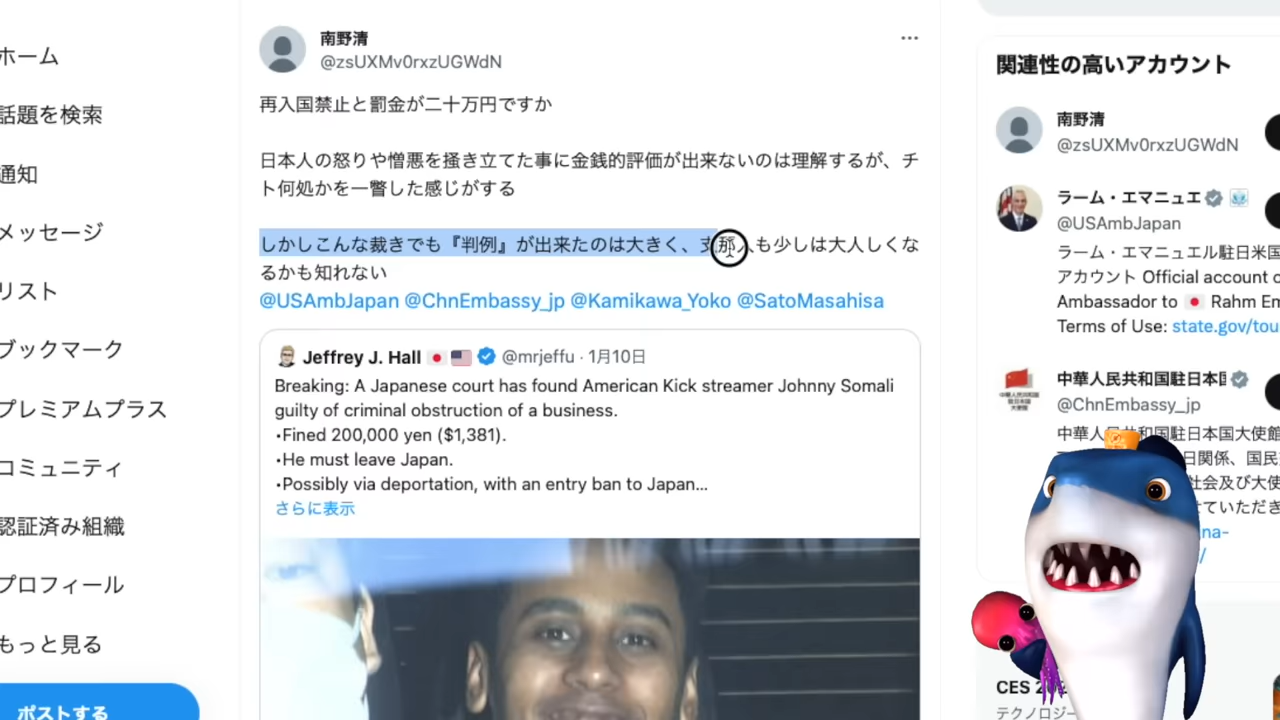 ホーム
話題を検索
通知
メッセージ
リスト
ブックマーク
プレミアムプラス
コミュニティ
認証済み組織
プロフィール
もっと見る
ポストする
南野清
@zsUXMv0rxzUGWdN
再入国禁止と罰金が二十万円ですか
日本人の怒りや憎悪を掻き立てた事に金銭的評価が出来ないのは理解するが、チ
ト何処かを一瞥した感じがする
しかしこんな裁きでも『判例』が出来たのは大きく、支那人も少しは大人しくな
るかも知れない
@USAmbJapan @ChnEmbassy_jp @Kamikawa_Yoko @SatoMasahisa
Jeffrey J. Hall @mrjeffu · 1月10日
Breaking: A Japanese court has found American Kick streamer Johnny Somali
guilty of criminal obstruction of a business.
•Fined 200,000 yen ($1,381).
•He must leave Japan.
•Possibly via deportation, with an entry ban to Japan...
さらに表示
関連性の高いアカウント
南野清
@zsUXMv0rxzUGWdN
ラーム・エマニュエ
@USAmbJapan
ラーム・エマニュエル駐日米国
アカウント Official account o
Ambassador to Rahm Em
Terms of Use: state.gov/tou
中華人民共和国駐日本国
@ChnEmbassy_jp
中華人民共和国駐日本国大使館
日関係、国民
社会及び大使
せていただき
na-
/
CES 2
テクノロジー